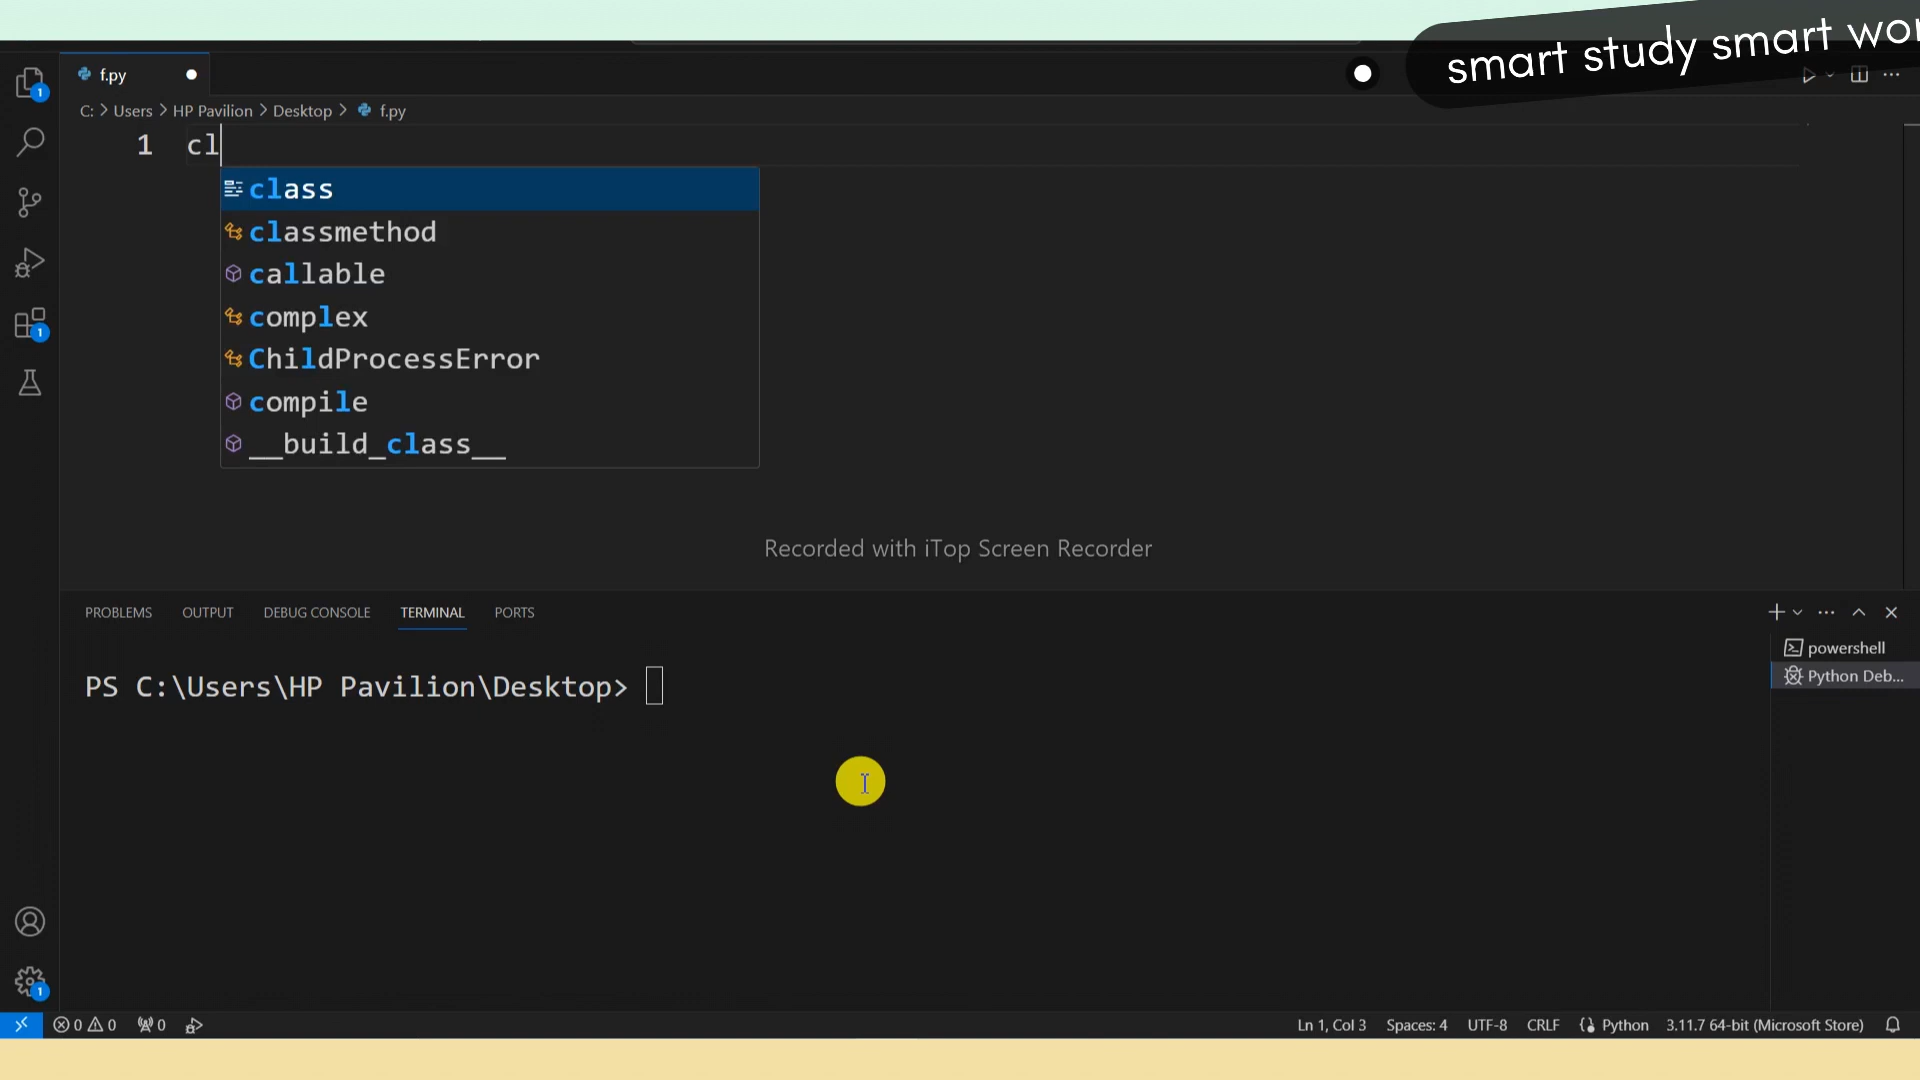 smart study smart wor
f.py
C: > Users > HP Pavilion > Desktop > f.py
1 cl
class
classmethod
callable
complex
ChildProcessError
compile
__build_class__
Recorded with iTop Screen Recorder
PROBLEMS OUTPUT DEBUG CONSOLE TERMINAL PORTS
powershell
Python Deb...
PS C:\Users\HP Pavilion\Desktop>
0 0 0 Ln 1, Col 3 Spaces: 4 UTF-8 CRLF Python 3.11.7 64-bit (Microsoft Store)